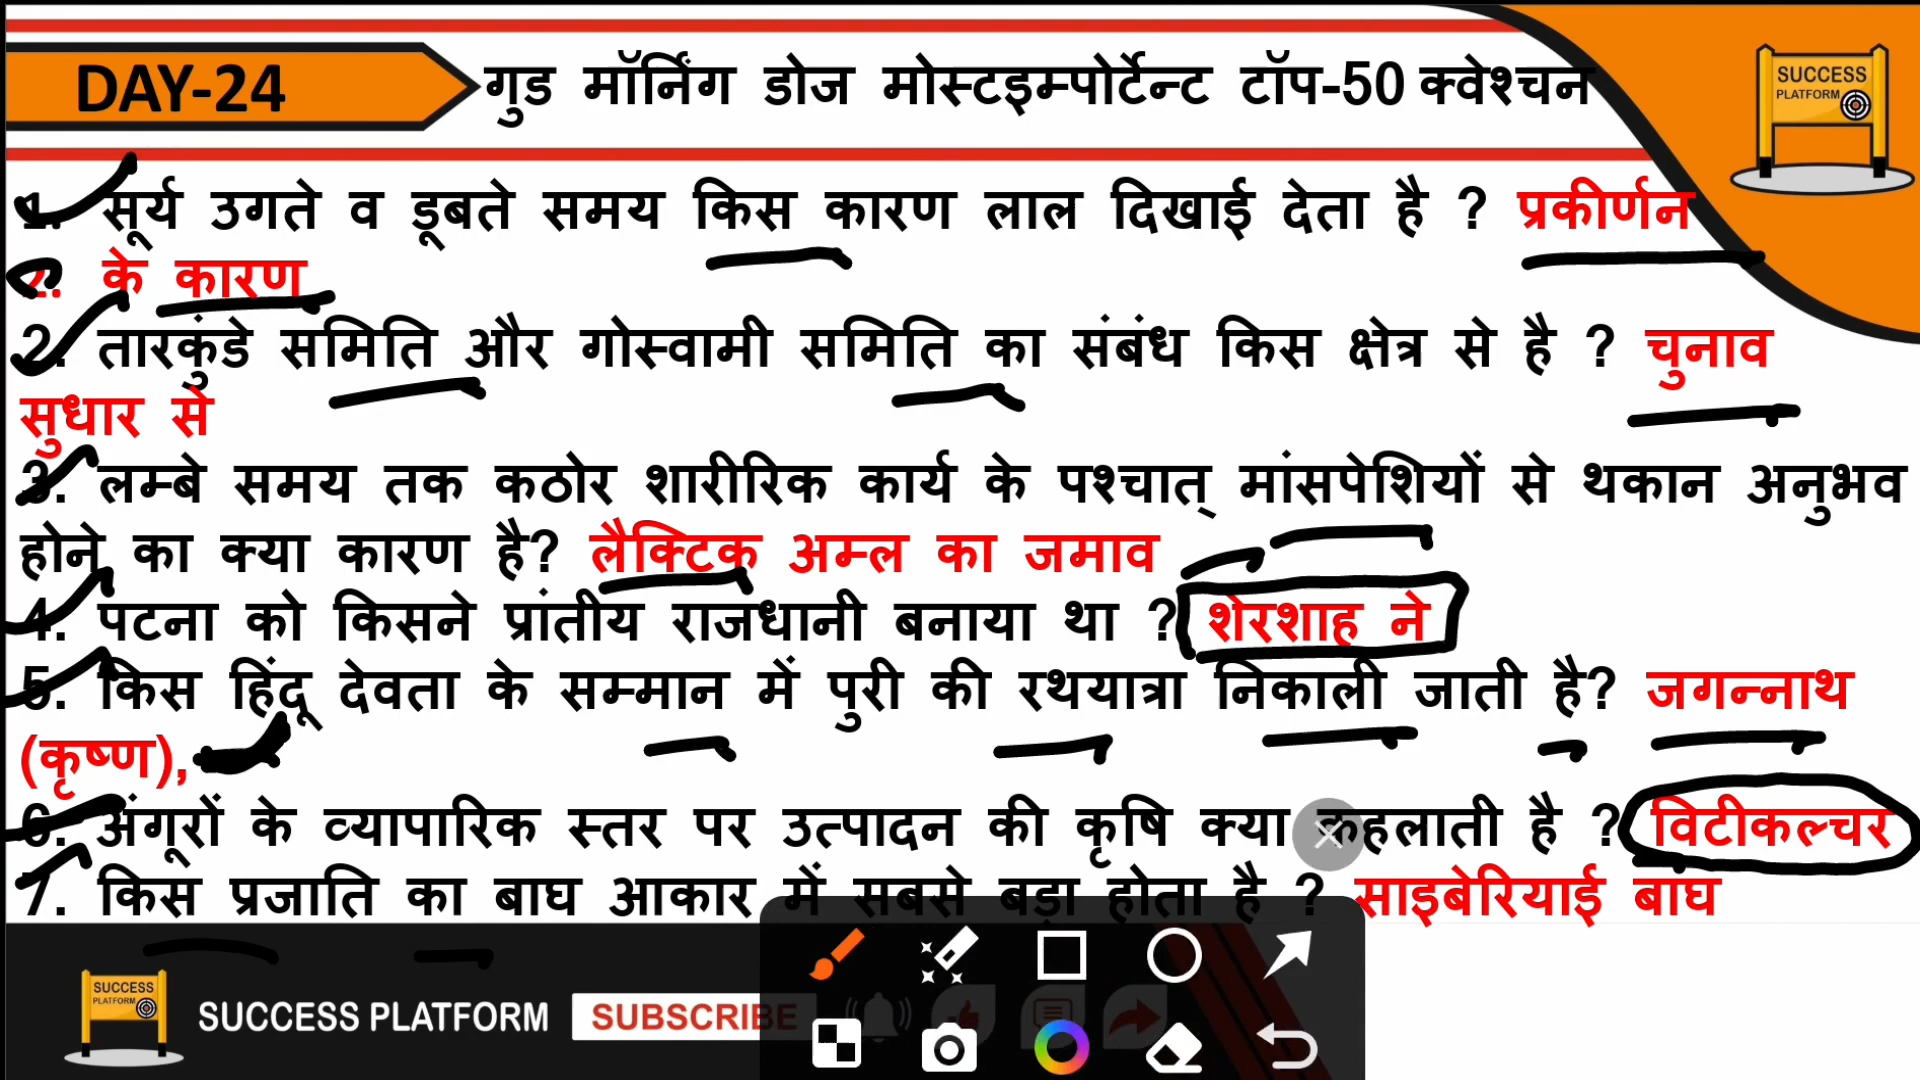 DAY-24
गुड मॉर्निंग डोज मोस्टइम्पोर्टेन्ट टॉप-50 क्वेश्चन
SUCCESS
PLATFORM
1. सूर्य उगते व डूबते समय किस कारण लाल दिखाई देता है ? प्रकीर्णन
2. के कारण
2. तारकुंडे समिति और गोस्वामी समिति का संबंध किस क्षेत्र से है ? चुनाव
सुधार से
3. लम्बे समय तक कठोर शारीरिक कार्य के पश्चात् मांसपेशियों से थकान अनुभव
होने का क्या कारण है? लैक्टिक अम्ल का जमाव
4. पटना को किसने प्रांतीय राजधानी बनाया था ? शेरशाह ने
5. किस हिंदू देवता के सम्मान में पुरी की रथयात्रा निकाली जाती है? जगन्नाथ
(कृष्ण),
6. अंगूरों के व्यापारिक स्तर पर उत्पादन की कृषि क्या कहलाती है ? विटीकल्चर
7. किस प्रजाति का बाघ आकार में सबसे बड़ा होता है ? साइबेरियाई बाघ
SUCCESS
PLATFORM
SUCCESS PLATFORM SUBSCRIBE